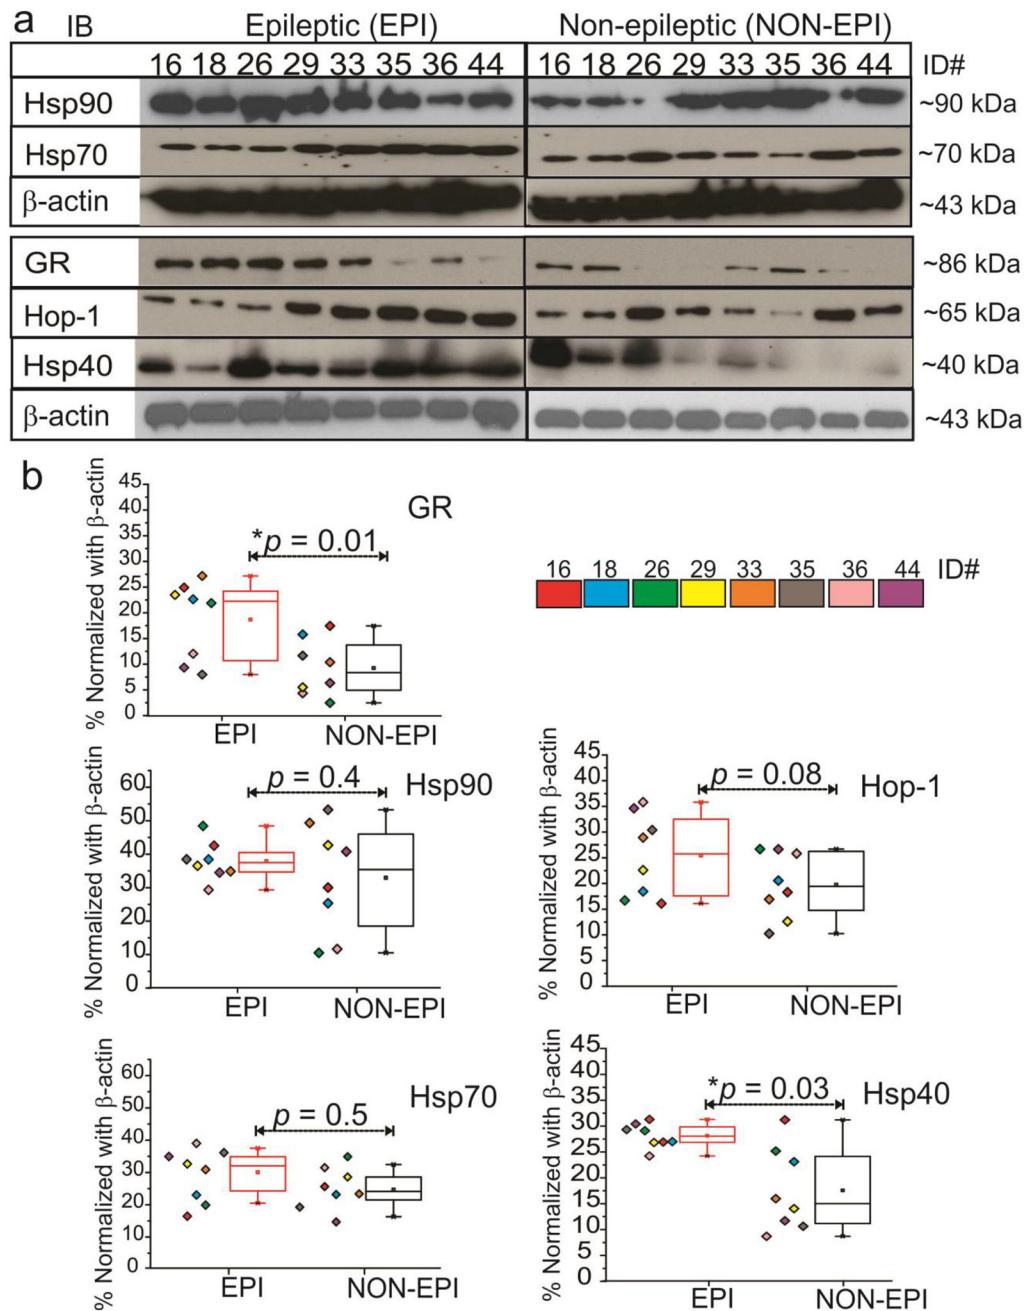 a IB Epileptic (EPI) Non-epileptic (NON-EPI)
16 18 26 29 33 35 36 44 16 18 26 29 33 35 36 44 ID#
Hsp90 ~90 kDa
Hsp70 ~70 kDa
β-actin ~43 kDa
GR ~86 kDa
Hop-1 ~65 kDa
Hsp40 ~40 kDa
β-actin ~43 kDa
b
% Normalized with β-actin
45
40
35
30
25
20
15
10
5
0
GR
*p = 0.01
EPI NON-EPI
16 18 26 29 33 35 36 44 ID#
% Normalized with β-actin
60
50
40
30
20
10
0
p = 0.4
Hsp90
EPI NON-EPI
% Normalized with β-actin
45
40
35
30
25
20
15
10
5
0
p = 0.08
Hop-1
EPI NON-EPI
% Normalized with β-actin
60
50
40
30
20
10
0
p = 0.5
Hsp70
EPI NON-EPI
% Normalized with β-actin
45
40
35
30
25
20
15
10
5
0
*p = 0.03
Hsp40
EPI NON-EPI